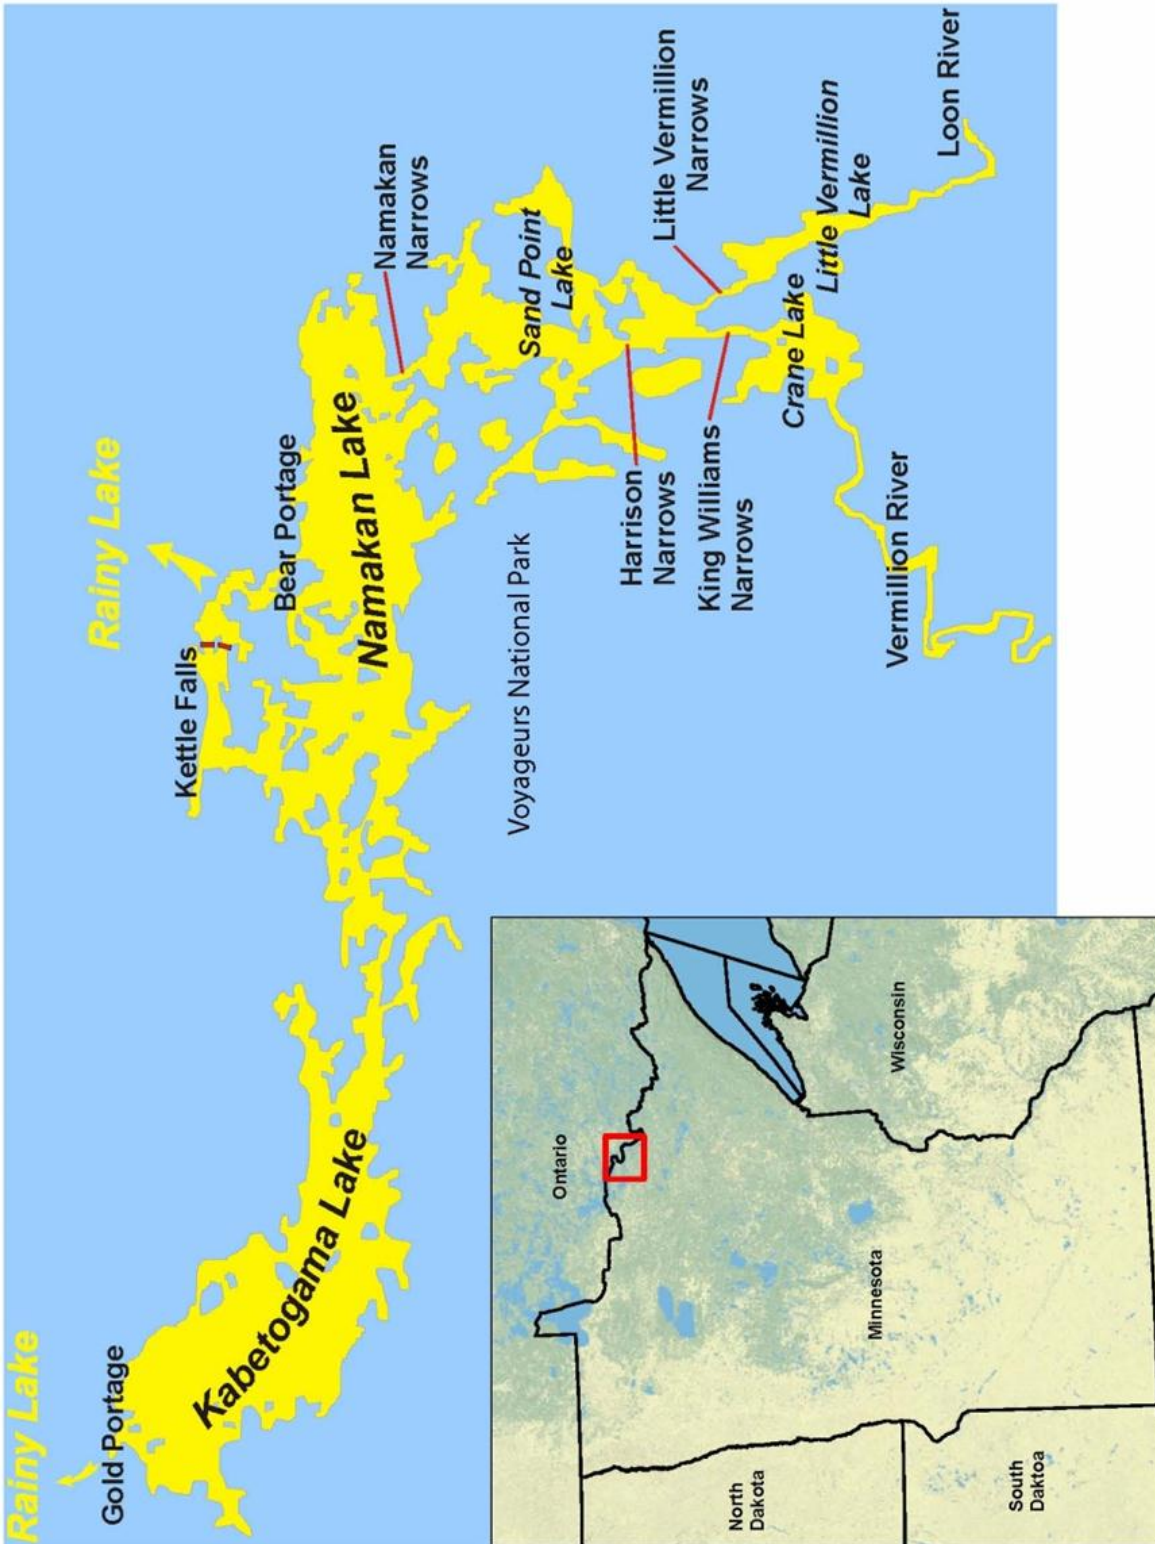 Rainy Lake
Gold Portage
Kabetogama Lake
Rainy Lake
Kettle Falls
Bear Portage
Namakan Lake
Namakan
Narrows
Voyageurs National Park
Sand Point
Lake
Harrison
Narrows
Little Vermillion
Narrows
King Williams
Narrows
Crane Lake
Little Vermillion
Lake
Vermillion River
Loon River
Ontario
Minnesota
Wisconsin
North
Dakota
South
Daktoa